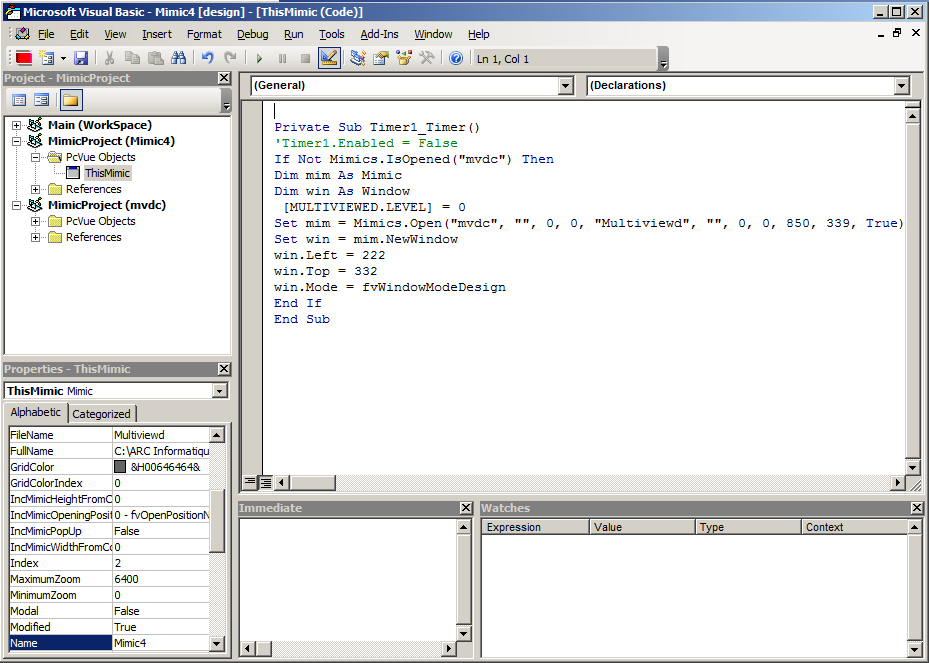 Microsoft Visual Basic - Mimic4 [design] - [ThisMimic (Code)]
File Edit View Insert Format Debug Run Tools Add-Ins Window Help
Ln 1, Col 1
Project - MimicProject
Main (WorkSpace)
MimicProject (Mimic4)
PcVue Objects
ThisMimic
References
MimicProject (mvdc)
PcVue Objects
References
(General) (Declarations)
Private Sub Timer1_Timer()
'Timer1.Enabled = False
If Not Mimics.IsOpened("mvdc") Then
Dim mim As Mimic
Dim win As Window
[MULTIVIEWED.LEVEL] = 0
Set mim = Mimics.Open("mvdc", "", 0, 0, "Multiviewd", "", 0, 0, 850, 339, True)
Set win = mim.NewWindow
win.Left = 222
win.Top = 332
win.Mode = fvWindowModeDesign
End If
End Sub
Properties - ThisMimic
ThisMimic Mimic
Alphabetic Categorized
FileName Multiviewd
FullName C:\ARC Informatiqu
GridColor &H00646464&
GridColorIndex 0
IncMimicHeightFromC 0
IncMimicOpeningPosit 0 - fvOpenPositionN
IncMimicPopUp False
IncMimicWidthFromCo 0
Index 2
MaximumZoom 6400
MinimumZoom 0
Modal False
Modified True
Name Mimic4
Immediate
Watches
Expression Value Type Context